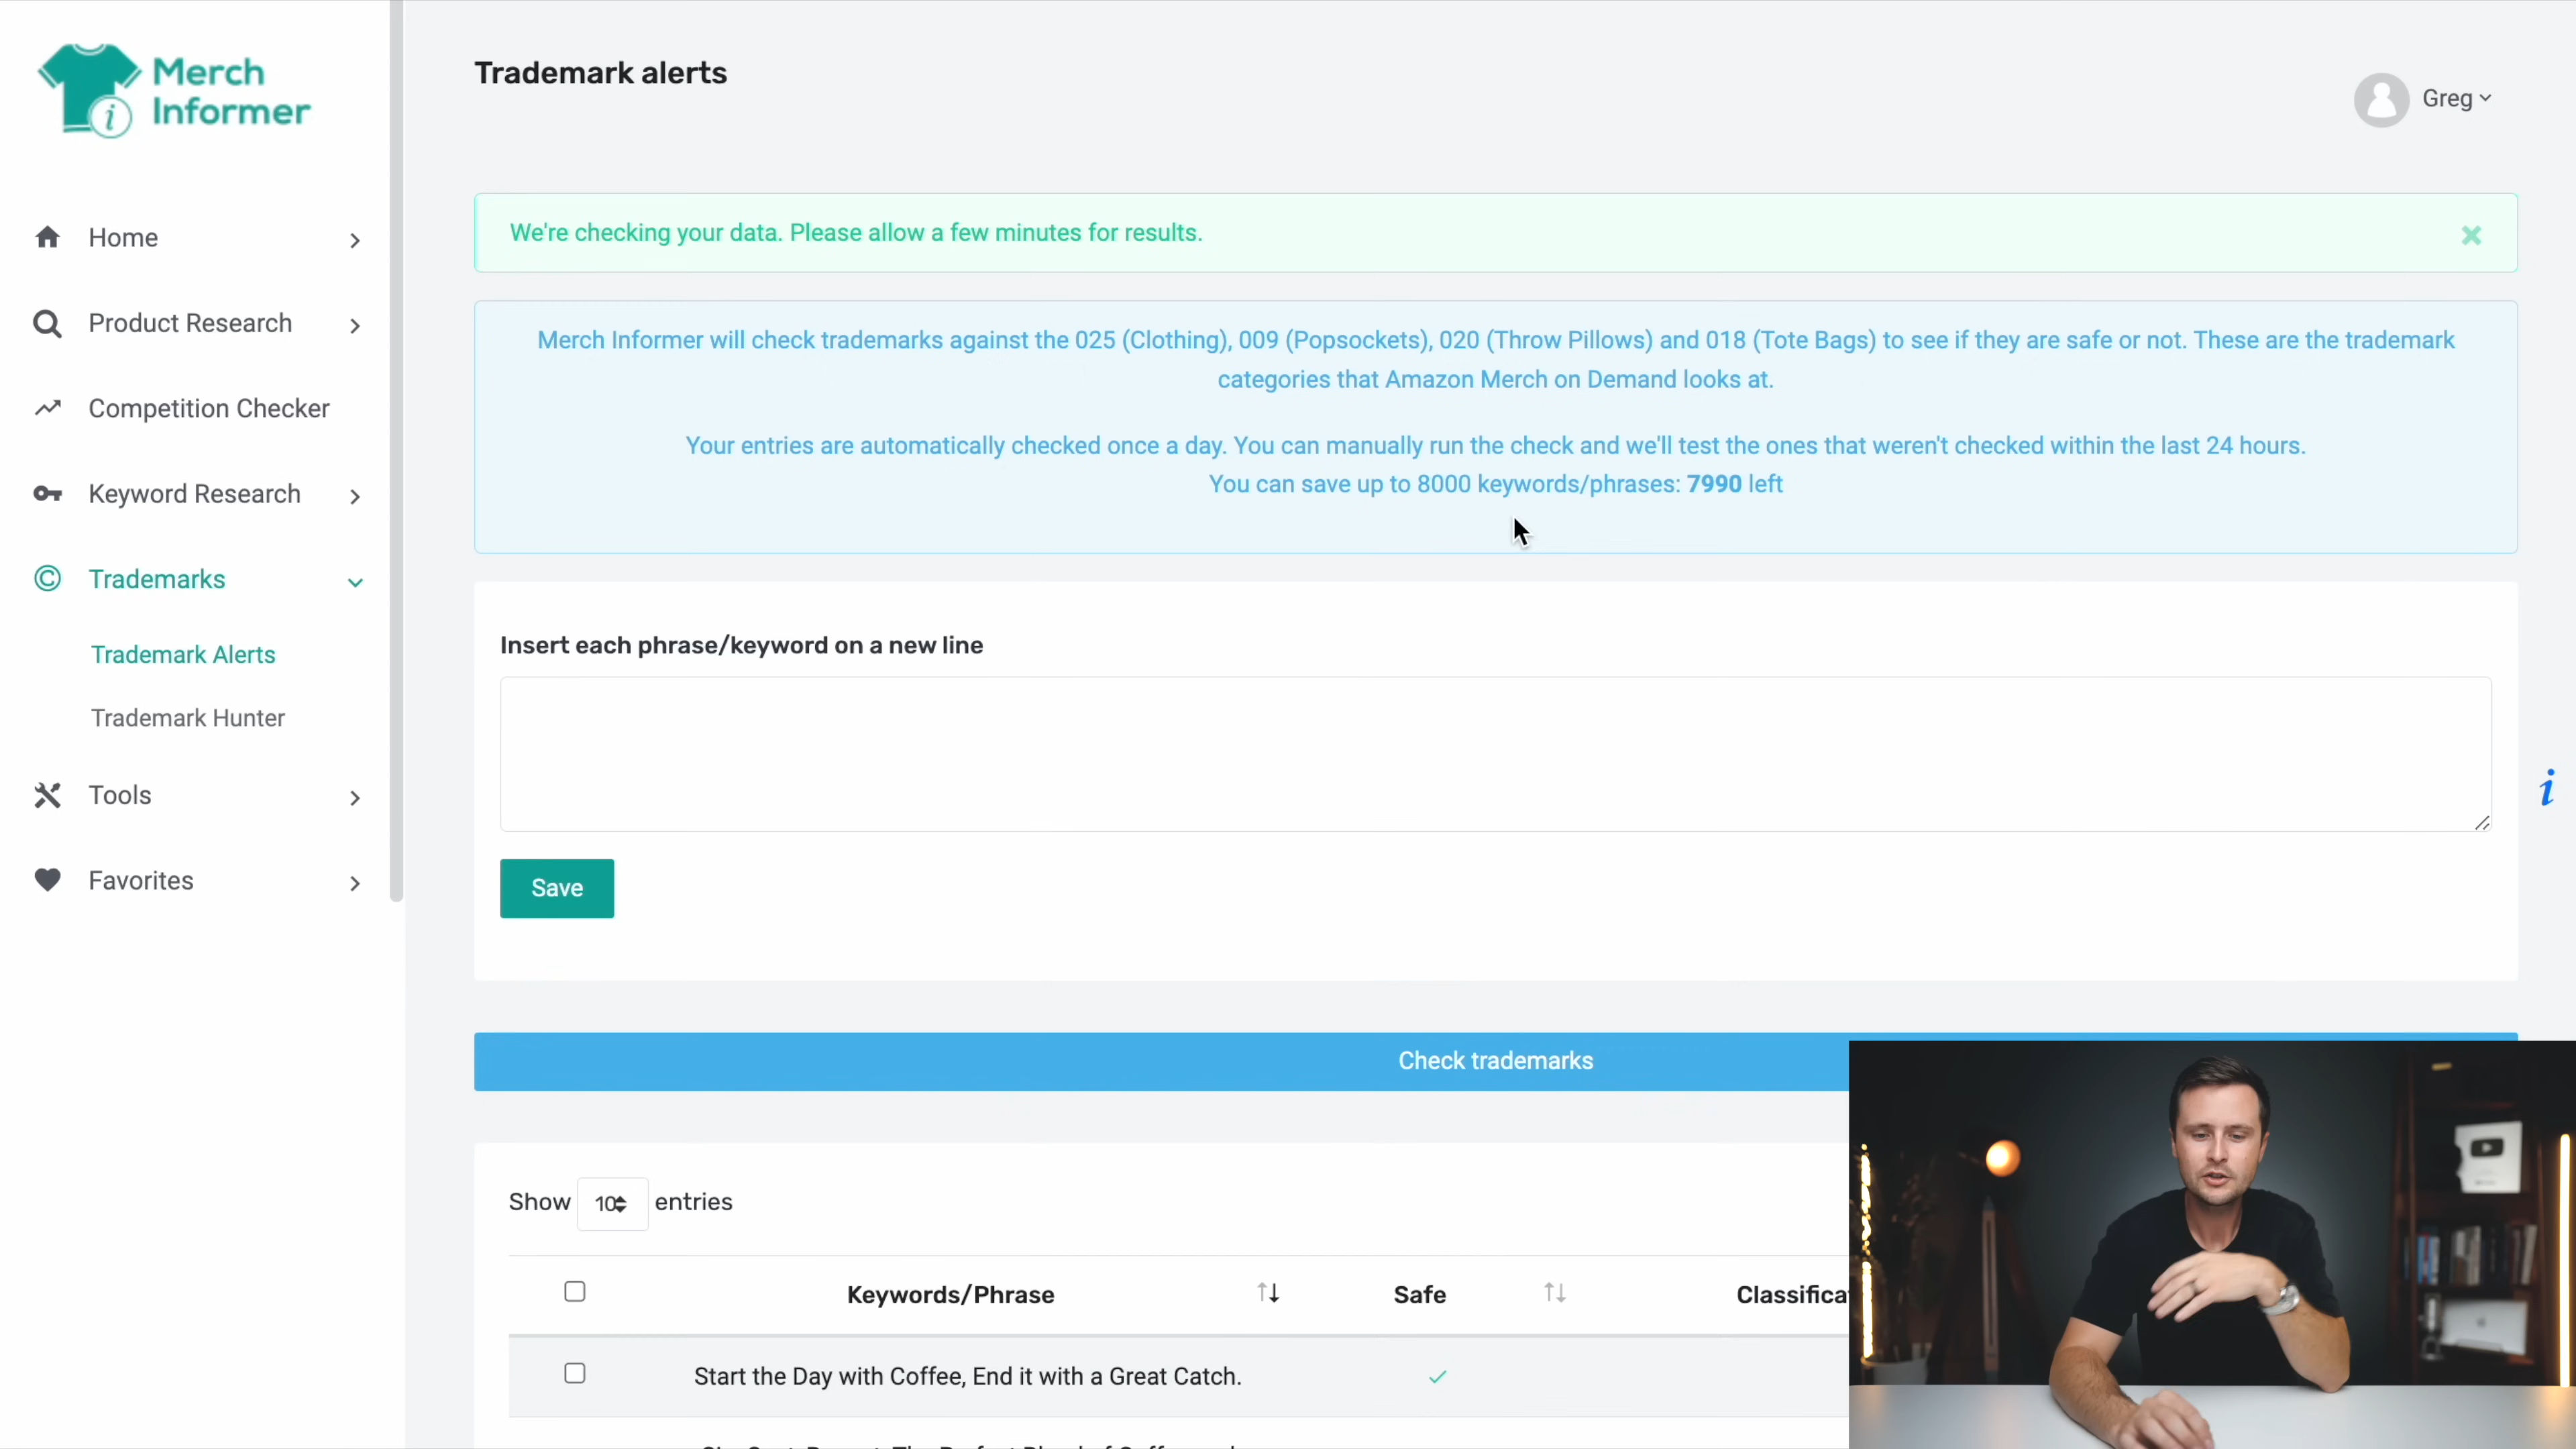 Merch
Informer
Trademark alerts
Greg
Home
Product Research
Competition Checker
Keyword Research
Trademarks
Trademark Alerts
Trademark Hunter
Tools
Favorites
We're checking your data. Please allow a few minutes for results.
Merch Informer will check trademarks against the 025 (Clothing), 009 (Popsockets), 020 (Throw Pillows) and 018 (Tote Bags) to see if they are safe or not. These are the trademark
categories that Amazon Merch on Demand looks at.
Your entries are automatically checked once a day. You can manually run the check and we'll test the ones that weren't checked within the last 24 hours.
You can save up to 8000 keywords/phrases: 7990 left
Insert each phrase/keyword on a new line
Save
Check trademarks
Show 10 entries
Keywords/Phrase Safe Classifica
Start the Day with Coffee, End it with a Great Catch.